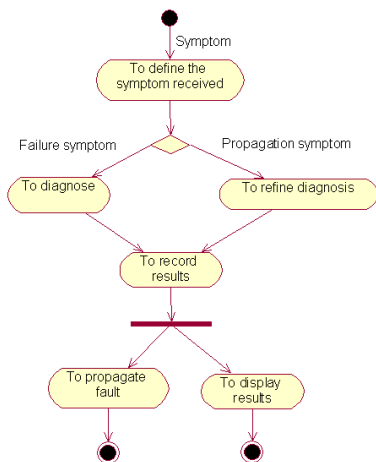 Symptom
To define the
symptom received
Failure symptom
Propagation symptom
To diagnose
To refine diagnosis
To record
results
To propagate
fault
To display
results